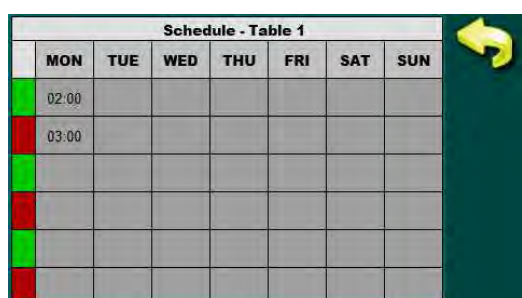 Schedule - Table 1
MON TUE WED THU FRI SAT SUN
02:00
03:00